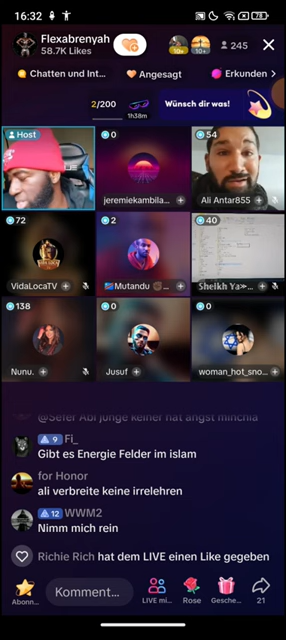 16:32
78
Flexabrenyah
58.7K Likes
10+
10+
245
Chatten und Int...
Angesagt
Erkunden
2/200
1h38m
Wünsch dir was!
Host
0
jeremiekambila...
54
Ali Antar855
72
VidaLocaTV
2
Mutandu
40
Sheikh Ya»...
138
Nunu.
0
Jusuf
0
woman_hot_sno...
@Sefer Abi junge keiner hat angst minchia
9 Fi_
Gibt es Energie Felder im islam
for Honor
ali verbreite keine irrelehren
12 WWM2
Nimm mich rein
Richie Rich hat dem LIVE einen Like gegeben
Abonn...
Komment...
LIVE mi...
Rose
Gesche...
21